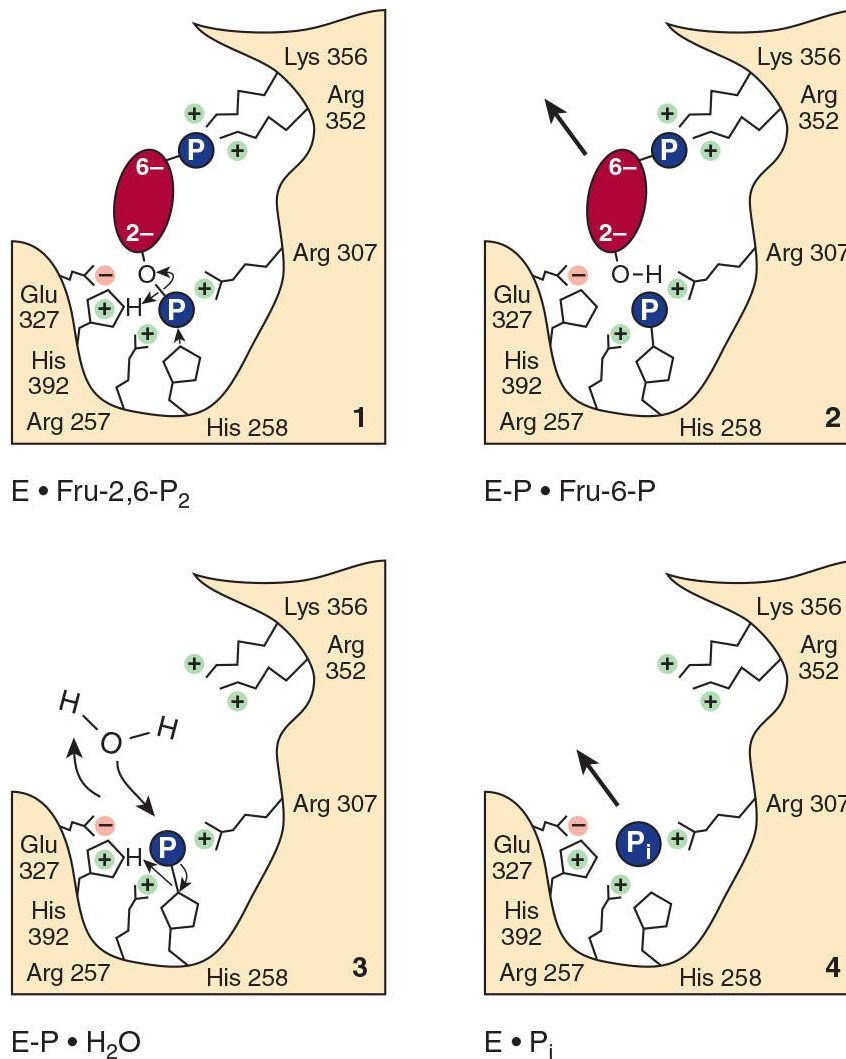 Lys 356
Arg
352
+
P
+
6–
2–
O
Arg 307
–
+
Glu
327
+
H
P
+
His
392
Arg 257
His 258
1
E • Fru-2,6-P₂
Lys 356
Arg
352
+
P
+
6–
2–
O–H
Arg 307
–
+
Glu
327
P
+
His
392
Arg 257
His 258
2
E-P • Fru-6-P
Lys 356
Arg
352
+
+
H
H
O
Arg 307
–
+
Glu
327
+
H
P
+
His
392
Arg 257
His 258
3
E-P • H₂O
Lys 356
Arg
352
+
+
Arg 307
–
+
Glu
327
+
Pᵢ
+
His
392
Arg 257
His 258
4
E • Pᵢ